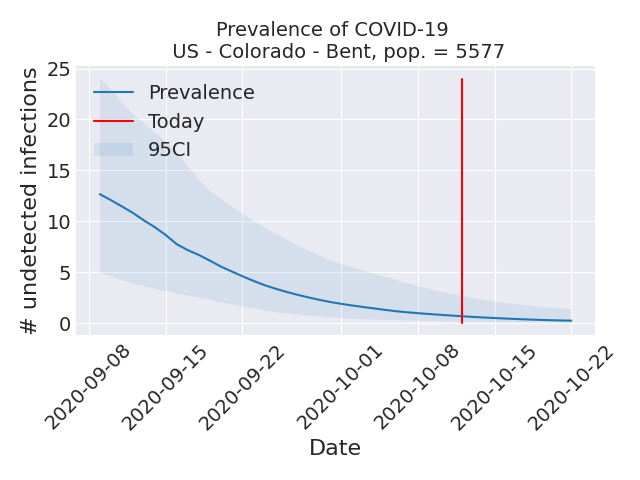 Prevalence of COVID-19
US - Colorado - Bent, pop. = 5577
# undetected infections
25
20
15
10
5
0
Prevalence
Today
95CI
2020-09-08
2020-09-15
2020-09-22
2020-10-01
2020-10-08
2020-10-15
2020-10-22
Date